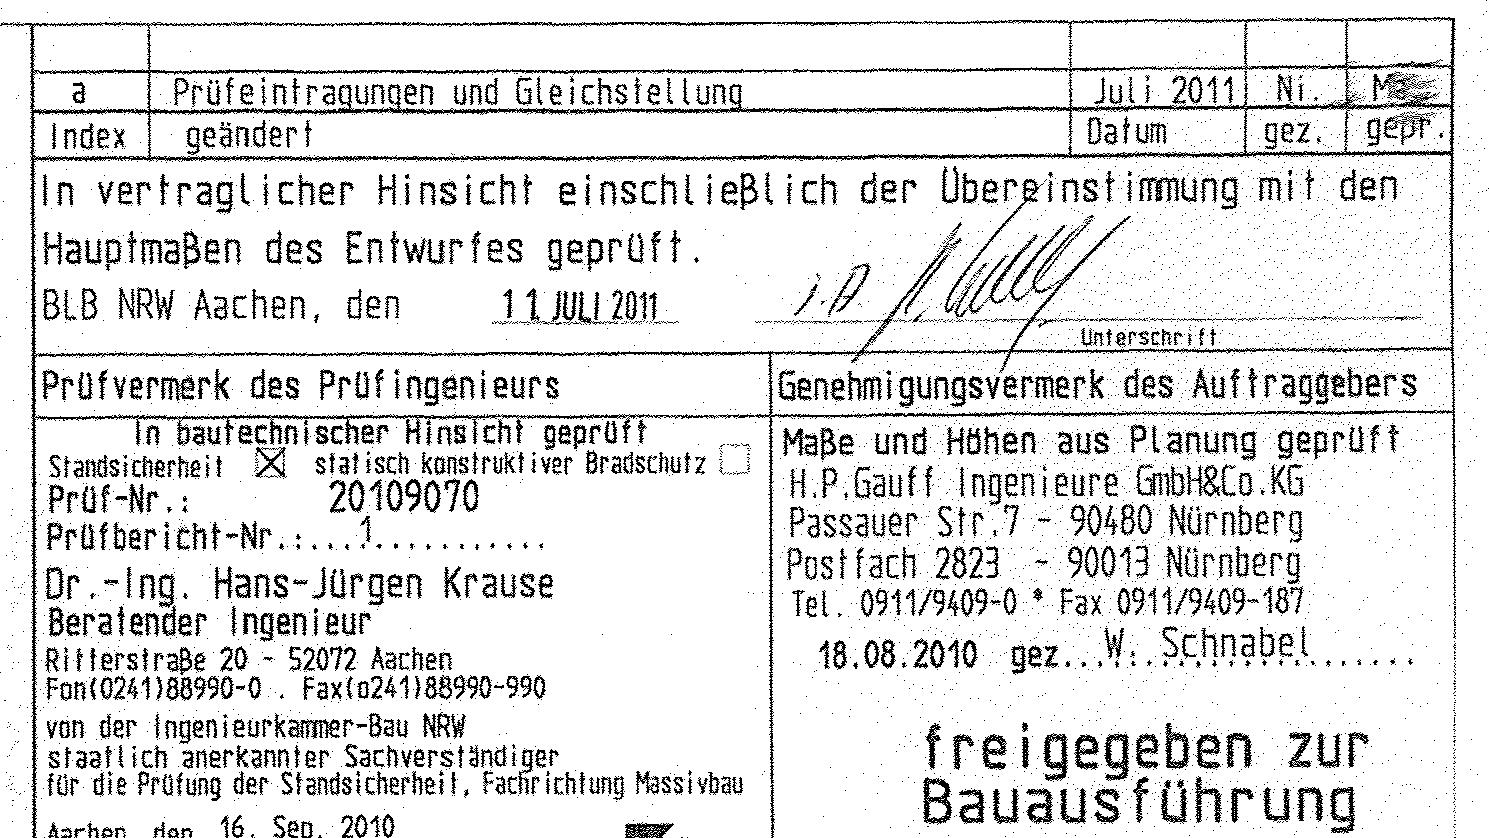 a Prüfeintragungen und Gleichstellung Juli 2011 Ni.
Index geändert Datum gez. gepr.
In vertraglicher Hinsicht einschließlich der Übereinstimmung mit den
Hauptmaßen des Entwurfes geprüft.
BLB NRW Aachen, den 11 JULI 2011 i.A.
Unterschrift
Prüfvermerk des Prüfingenieurs
In bautechnischer Hinsicht geprüft
Standsicherheit statisch konstruktiver Bradschutz
Prüf-Nr.: 20109070
Prüfbericht-Nr.:....1...........
Dr.-Ing. Hans-Jürgen Krause
Beratender Ingenieur
Ritterstraße 20 - 52072 Aachen
Fon(0241)88990-0 . Fax(0241)88990-990
von der Ingenieurkammer-Bau NRW
staatlich anerkannter Sachverständiger
für die Prüfung der Standsicherheit, Fachrichtung Massivbau
Aachen, den 16. Sep. 2010
Genehmigungsvermerk des Auftraggebers
Maße und Höhen aus Planung geprüft
H.P.Gauff Ingenieure GmbH&Co.KG
Passauer Str.7 - 90480 Nürnberg
Postfach 2823 - 90013 Nürnberg
Tel. 0911/9409-0 * Fax 0911/9409-187
18.08.2010 gez...W. Schnabel.......
freigegeben zur
Bauausführung